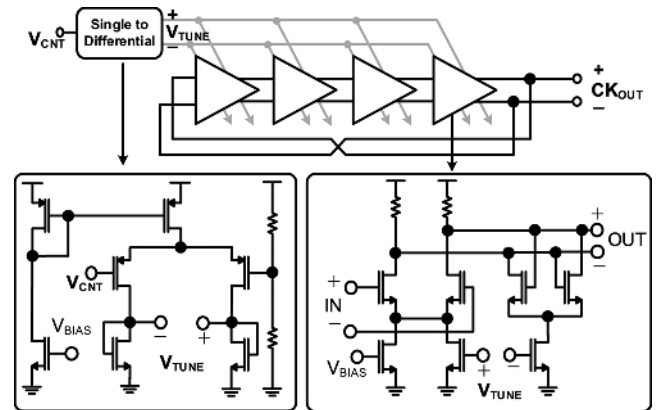 Single to
Differential
VCNT
+
VTUNE
−
+
CKOUT
−
VCNT
VBIAS
−
+
VTUNE
+
OUT
−
+
IN
−
VBIAS
+
−
VTUNE